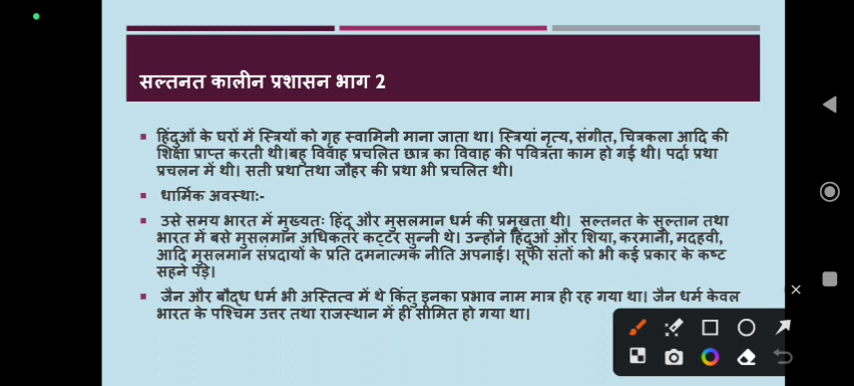 सल्तनत कालीन प्रशासन भाग 2
हिंदुओं के घरों में स्त्रियों को गृह स्वामिनी माना जाता था। स्त्रियां नृत्य, संगीत, चित्रकला आदि की
शिक्षा प्राप्त करती थी।बहु विवाह प्रचलित छात्र का विवाह की पवित्रता काम हो गई थी। पर्दा प्रथा
प्रचलन में थी। सती प्रथा तथा जौहर की प्रथा भी प्रचलित थी।
धार्मिक अवस्था:-
उसे समय भारत में मुख्यतः हिंदू और मुसलमान धर्म की प्रमुखता थी। सल्तनत के सुल्तान तथा
भारत में बसे मुसलमान अधिकतर कट्टर सुन्नी थे। उन्होंने हिंदुओं और शिया, करमानी, मदहवी,
आदि मुसलमान संप्रदायों के प्रति दमनात्मक नीति अपनाई। सूफी संतों को भी कई प्रकार के कष्ट
सहने पड़े।
जैन और बौद्ध धर्म भी अस्तित्व में थे किंतु इनका प्रभाव नाम मात्र ही रह गया था। जैन धर्म केवल
भारत के पश्चिम उत्तर तथा राजस्थान में ही सीमित हो गया था।